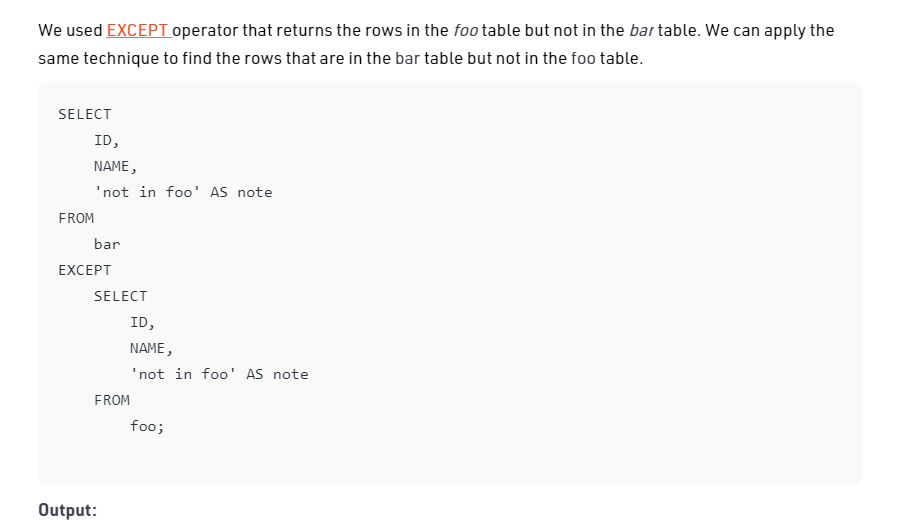 We used EXCEPT operator that returns the rows in the foo table but not in the bar table. We can apply the
same technique to find the rows that are in the bar table but not in the foo table.
SELECT
    ID,
    NAME,
    'not in foo' AS note
FROM
    bar
EXCEPT
    SELECT
        ID,
        NAME,
        'not in foo' AS note
    FROM
        foo;
Output: